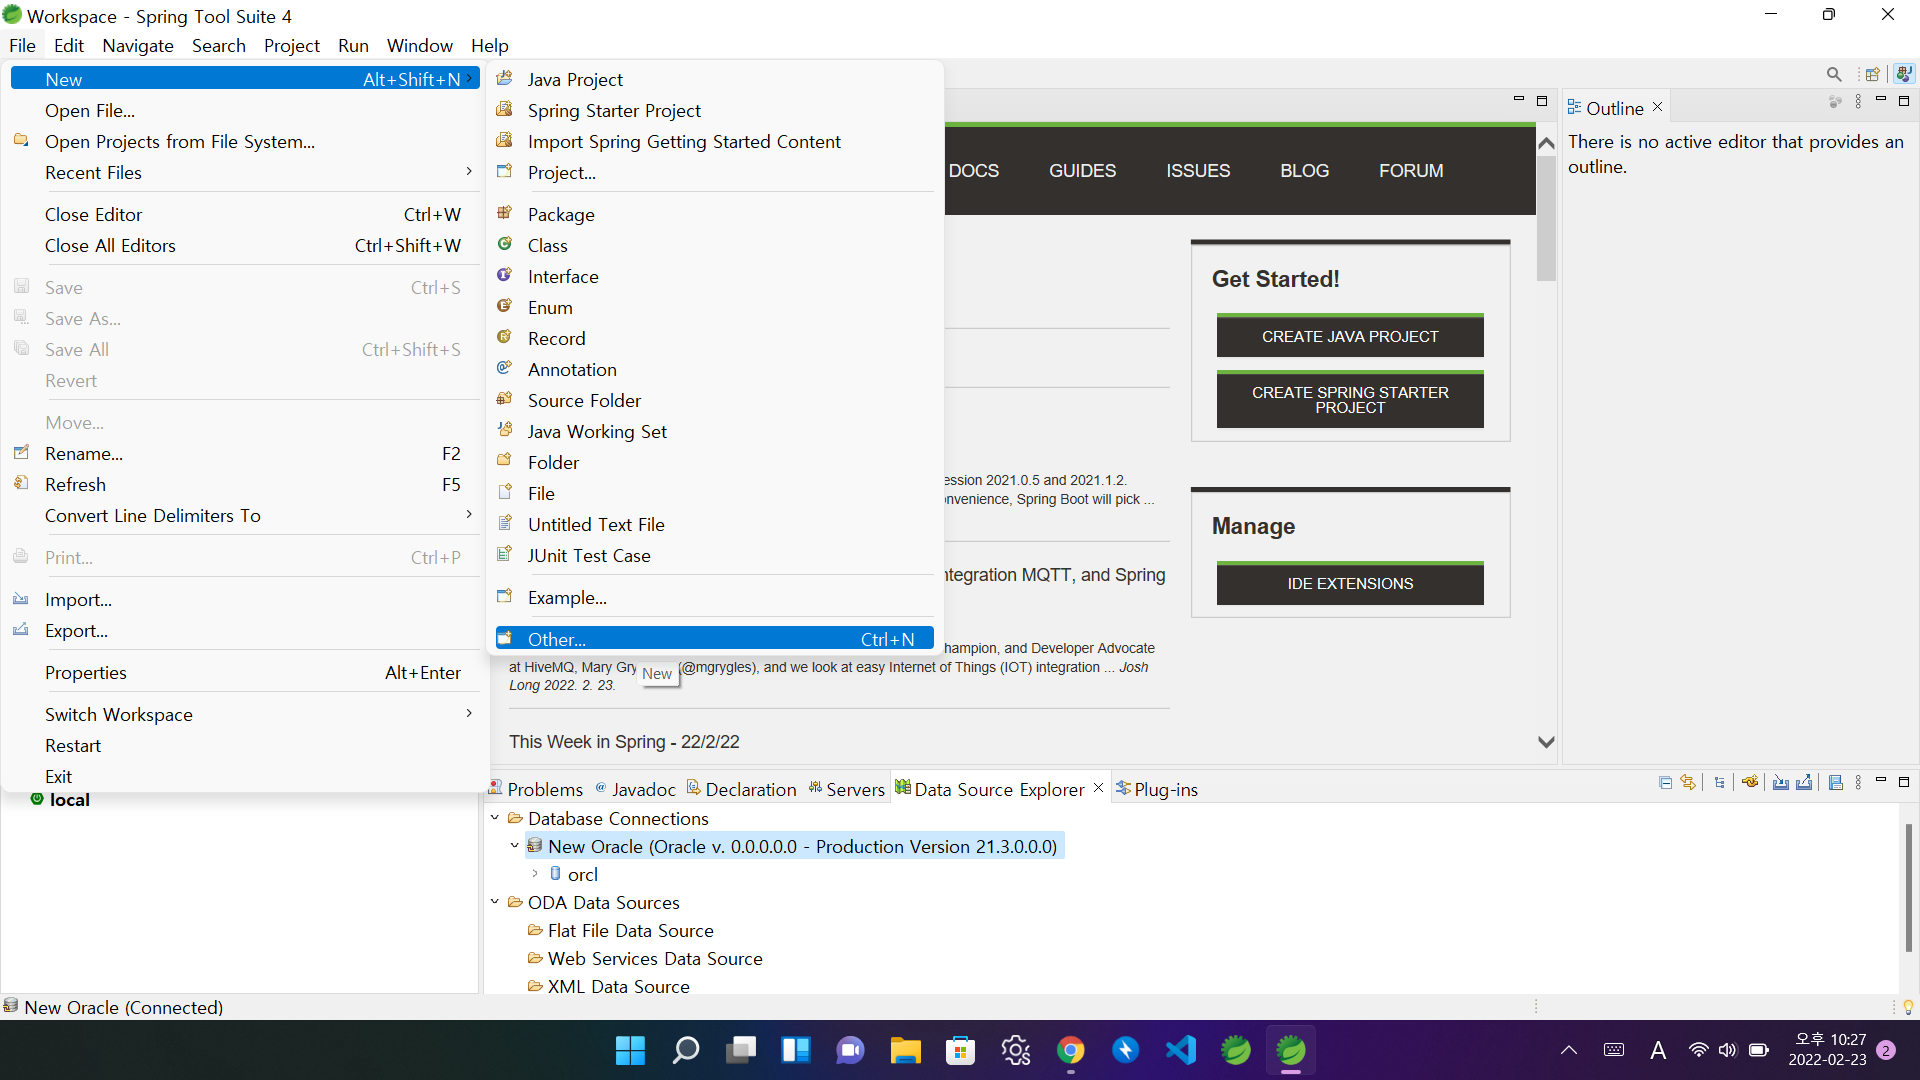 Workspace - Spring Tool Suite 4
File Edit Navigate Search Project Run Window Help
New Alt+Shift+N
Open File...
Open Projects from File System...
Recent Files
Close Editor Ctrl+W
Close All Editors Ctrl+Shift+W
Save Ctrl+S
Save As...
Save All Ctrl+Shift+S
Revert
Move...
Rename... F2
Refresh F5
Convert Line Delimiters To
Print... Ctrl+P
Import...
Export...
Properties Alt+Enter
Switch Workspace
Restart
Exit
local
Java Project
Spring Starter Project
Import Spring Getting Started Content
Project...
Package
Class
Interface
Enum
Record
Annotation
Source Folder
Java Working Set
Folder
File
Untitled Text File
JUnit Test Case
Example...
Other... Ctrl+N
New
DOCS GUIDES ISSUES BLOG FORUM
2021.0.5 and 2021.1.2.
Spring Boot will pick ...
MQTT, and Spring
and Developer Advocate
at HiveMQ, Mary (@mgrygles), and we look at easy Internet of Things (IOT) integration ... Josh
Long 2022. 2. 23.
This Week in Spring - 22/2/22
Get Started!
CREATE JAVA PROJECT
CREATE SPRING STARTER
PROJECT
Manage
IDE EXTENSIONS
Outline
There is no active editor that provides an
outline.
Problems @ Javadoc Declaration Servers Data Source Explorer Plug-ins
Database Connections
New Oracle (Oracle v. 0.0.0.0.0 - Production Version 21.3.0.0.0)
orcl
ODA Data Sources
Flat File Data Source
Web Services Data Source
XML Data Source
New Oracle (Connected)
A
오후 10:27
2022-02-23
2